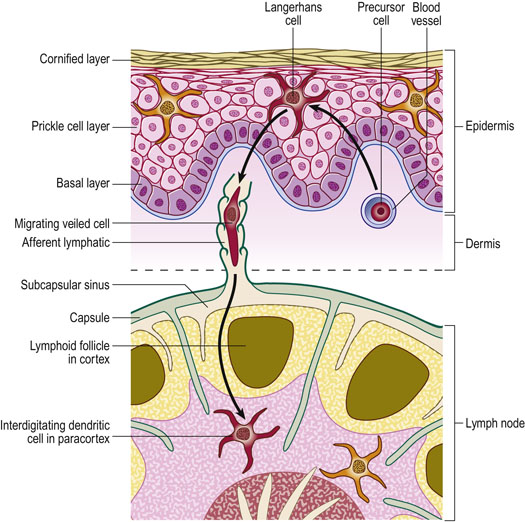 Langerhans
cell
Precursor
cell
Blood
vessel
Cornified layer
Prickle cell layer
Epidermis
Basal layer
Migrating veiled cell
Afferent lymphatic
Dermis
Subcapsular sinus
Capsule
Lymphoid follicle
in cortex
Interdigitating dendritic
cell in paracortex
Lymph node